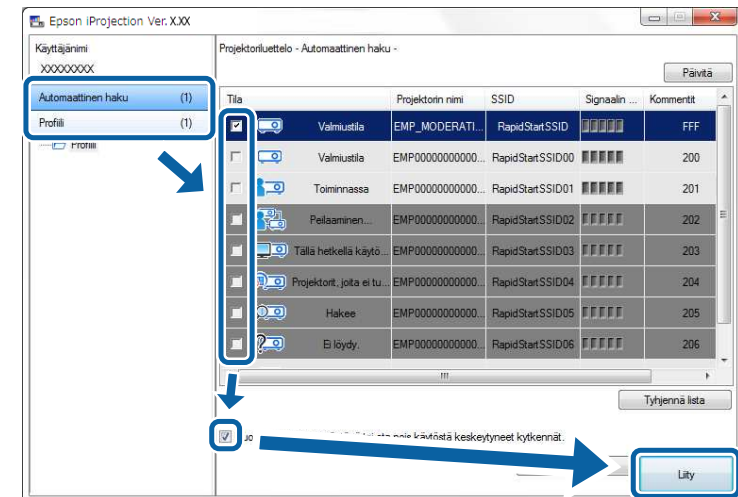 Epson iProjection Ver. X.XX
Käyttäjänimi
XXXXXXXX
Automaattinen haku (1)
Profiili (1)
Profiili
Projektoriluettelo - Automaattinen haku -
Päivitä
Tila Projektorin nimi SSID Signaalin ... Kommentit
Valmiustila EMP_MODERATI... RapidStartSSID FFF
Valmiustila EMP00000000000... RapidStartSSID00 200
Toiminnassa EMP00000000000... RapidStartSSID01 201
Peilaaminen... EMP00000000000... RapidStartSSID02 202
Tällä hetkellä käytö... EMP00000000000... RapidStartSSID03 203
Projektorit, joita ei tu... EMP00000000000... RapidStartSSID04 204
Hakee EMP00000000000... RapidStartSSID05 205
Ei löydy. EMP00000000000... RapidStartSSID06 206
Tyhjennä lista
pois käytöstä keskeytyneet kytkennät.
Liity